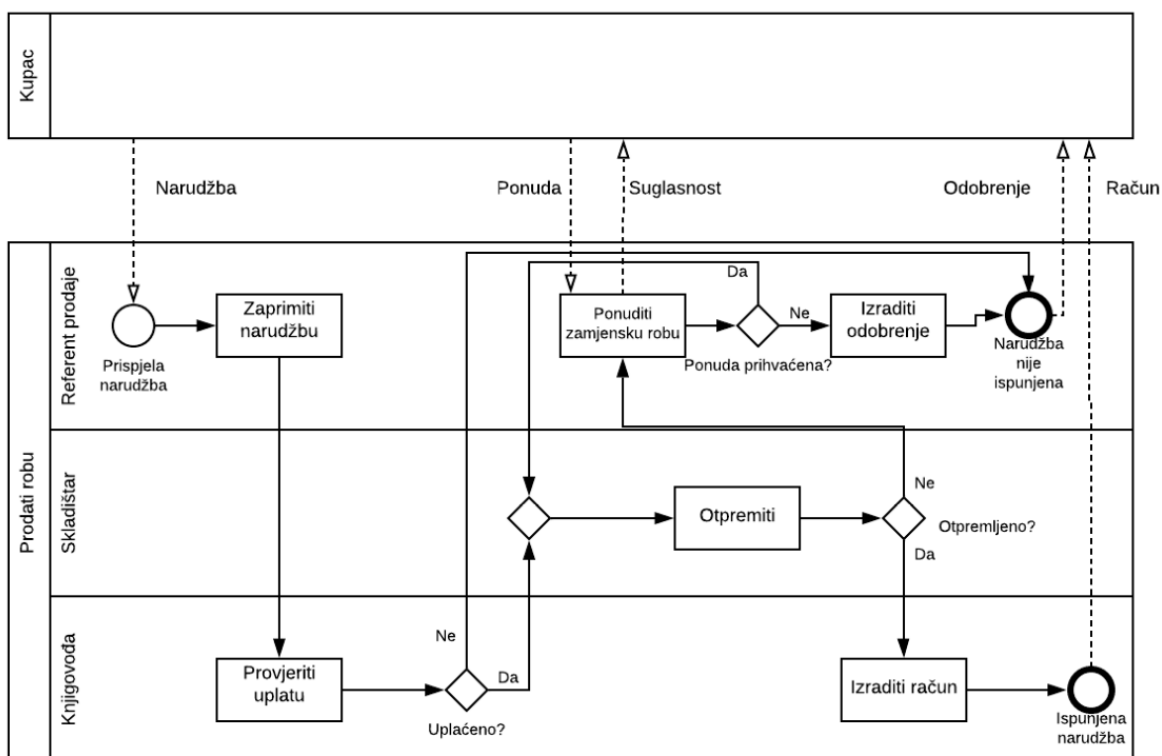 Kupac
Narudžba
Ponuda
Suglasnost
Odobrenje
Račun
Prodati robu
Referent prodaje
Prispjela
narudžba
Zaprimiti
narudžbu
Ponuditi
zamjensku robu
Da
Ne
Ponuda prihvaćena?
Izraditi
odobrenje
Narudžba
nije
ispunjena
Skladištar
Otpremiti
Ne
Otpremljeno?
Da
Knjigovođa
Provjeriti
uplatu
Ne
Da
Uplaćeno?
Izraditi račun
Ispunjena
narudžba